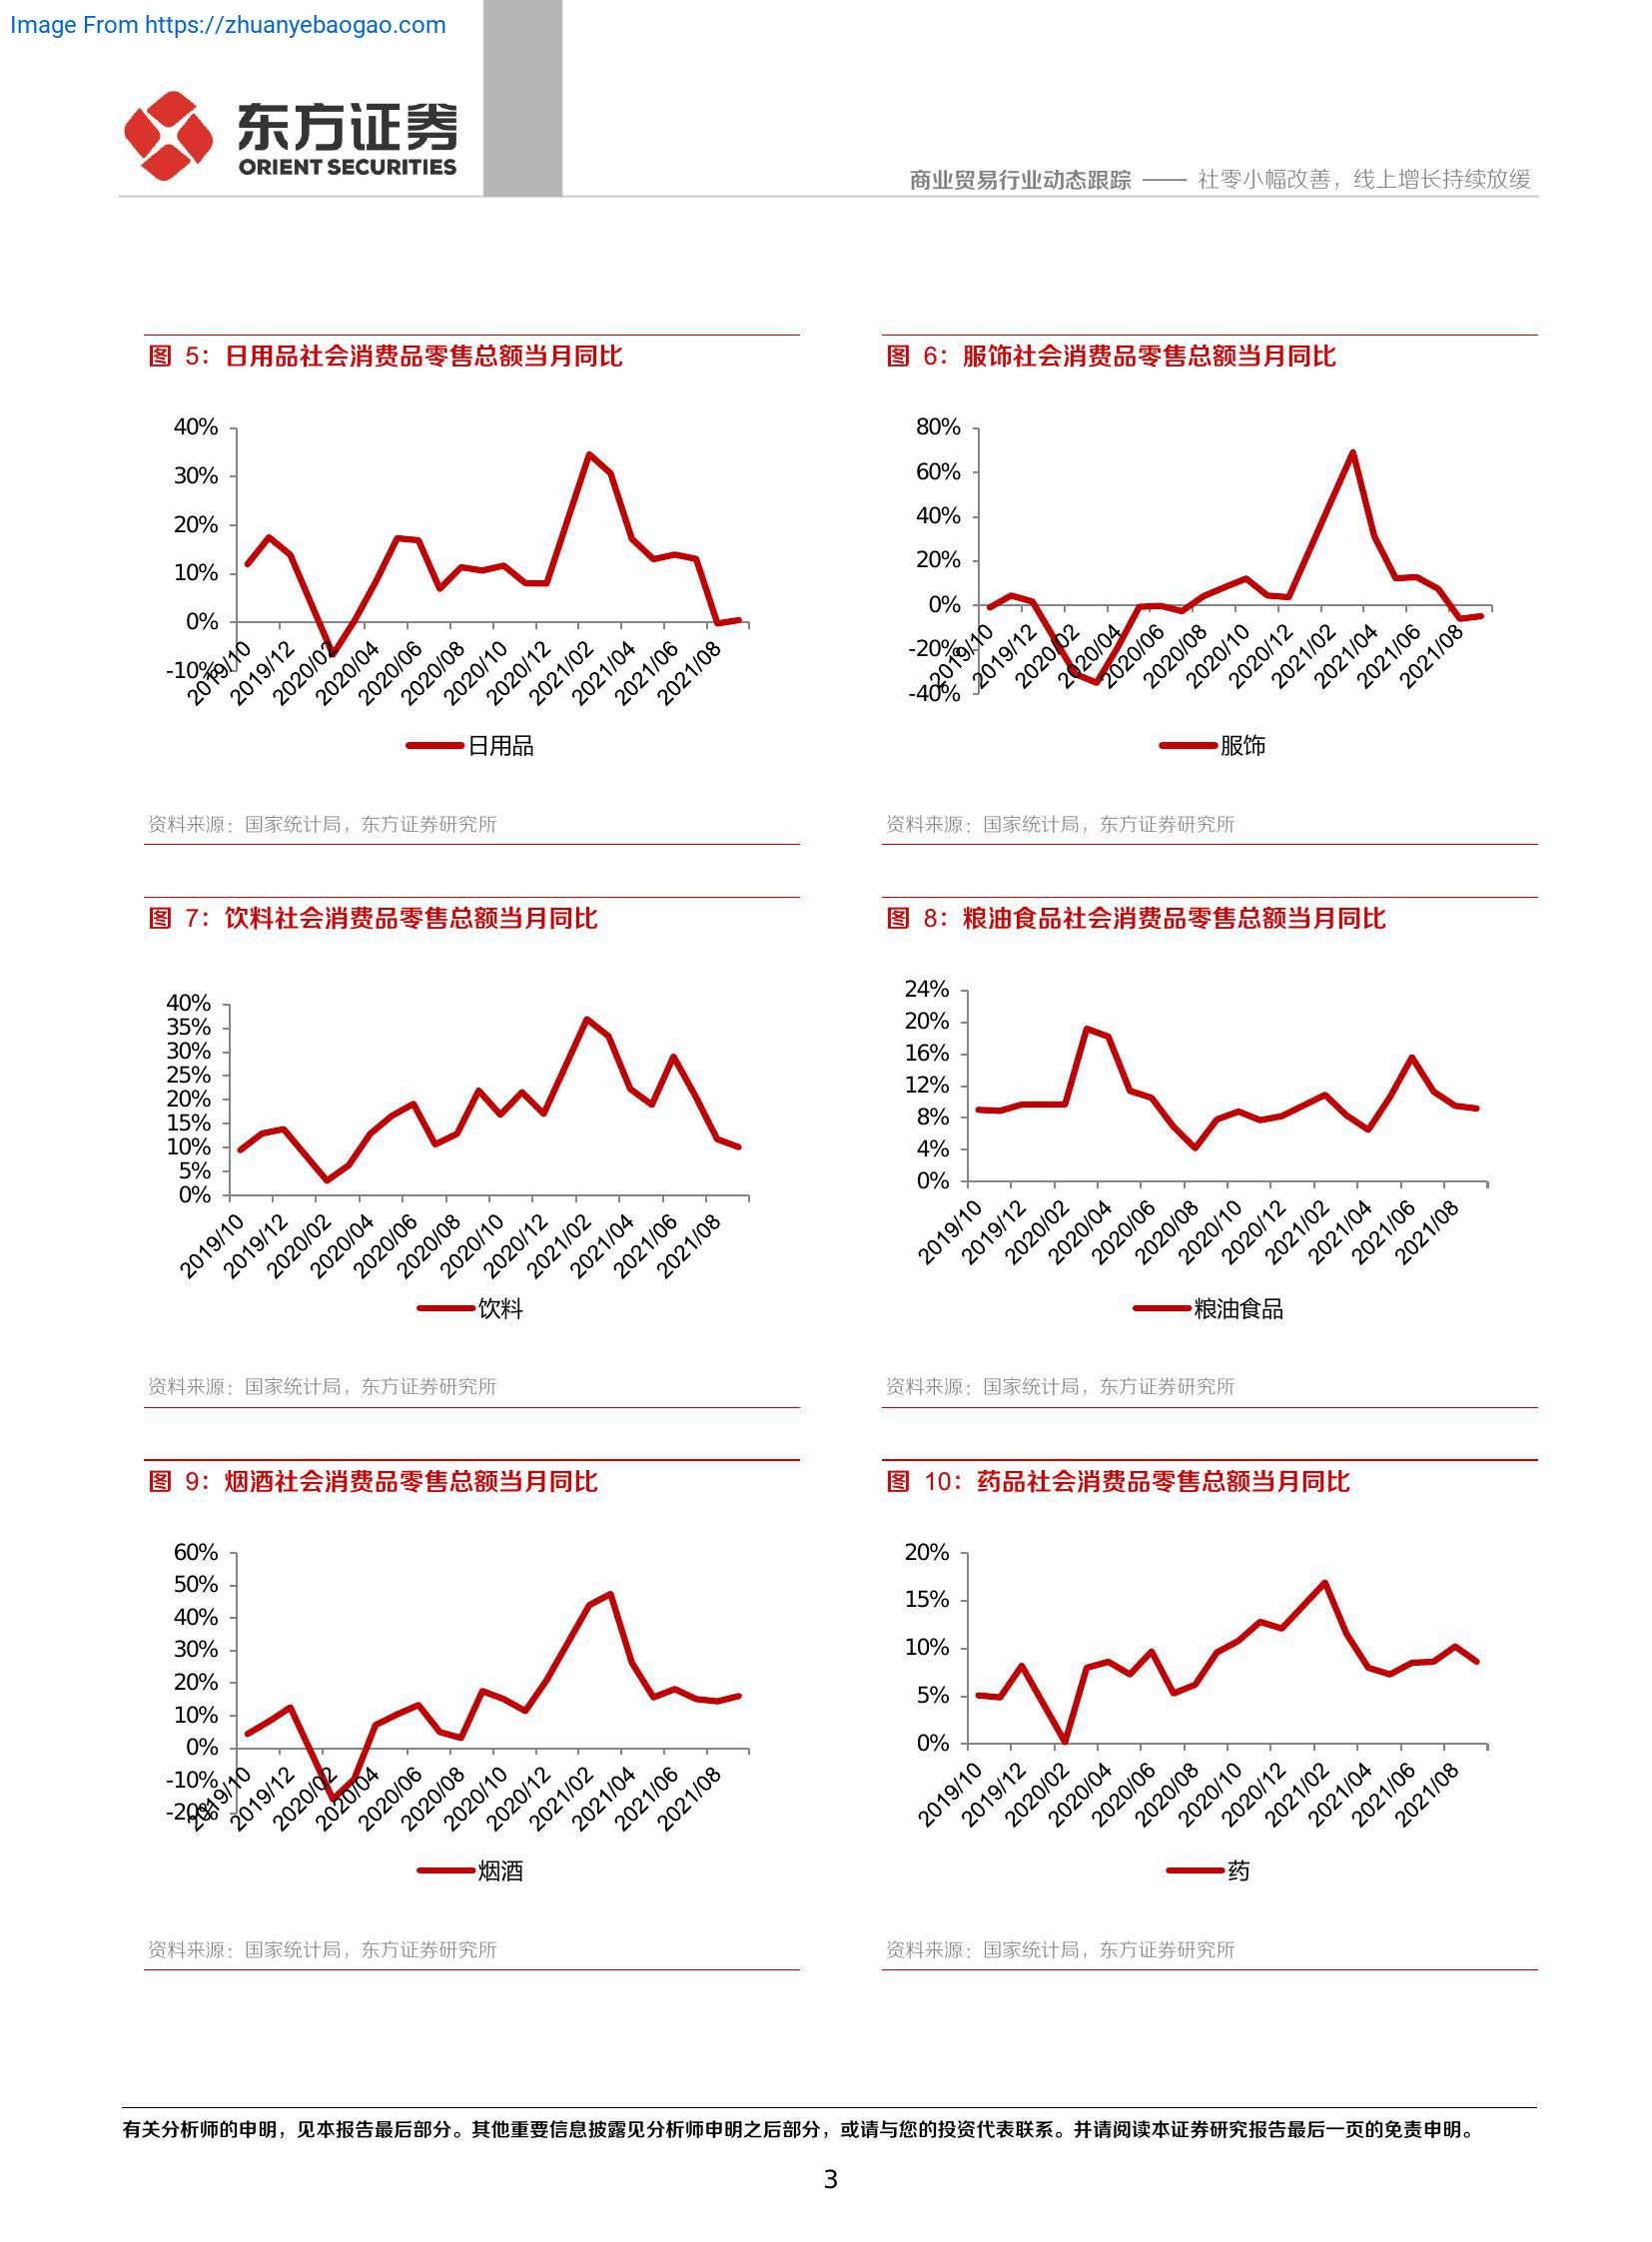 Image From https://zhuanyebaogao.com
东方证券
ORIENT SECURITIES
商业贸易行业动态跟踪 —— 社零小幅改善，线上增长持续放缓
图 5：日用品社会消费品零售总额当月同比
40%
30%
20%
10%
0%
-10%
2019/10 2019/12 2020/02 2020/04 2020/06 2020/08 2020/10 2020/12 2021/02 2021/04 2021/06 2021/08
日用品
资料来源：国家统计局，东方证券研究所
图 6：服饰社会消费品零售总额当月同比
80%
60%
40%
20%
0%
-20%
-40%
2019/10 2019/12 2020/02 2020/04 2020/06 2020/08 2020/10 2020/12 2021/02 2021/04 2021/06 2021/08
服饰
资料来源：国家统计局，东方证券研究所
图 7：饮料社会消费品零售总额当月同比
40%
35%
30%
25%
20%
15%
10%
5%
0%
2019/10 2019/12 2020/02 2020/04 2020/06 2020/08 2020/10 2020/12 2021/02 2021/04 2021/06 2021/08
饮料
资料来源：国家统计局，东方证券研究所
图 8：粮油食品社会消费品零售总额当月同比
24%
20%
16%
12%
8%
4%
0%
2019/10 2019/12 2020/02 2020/04 2020/06 2020/08 2020/10 2020/12 2021/02 2021/04 2021/06 2021/08
粮油食品
资料来源：国家统计局，东方证券研究所
图 9：烟酒社会消费品零售总额当月同比
60%
50%
40%
30%
20%
10%
0%
-10%
-20%
2019/10 2019/12 2020/02 2020/04 2020/06 2020/08 2020/10 2020/12 2021/02 2021/04 2021/06 2021/08
烟酒
资料来源：国家统计局，东方证券研究所
图 10：药品社会消费品零售总额当月同比
20%
15%
10%
5%
0%
2019/10 2019/12 2020/02 2020/04 2020/06 2020/08 2020/10 2020/12 2021/02 2021/04 2021/06 2021/08
药
资料来源：国家统计局，东方证券研究所
有关分析师的申明，见本报告最后部分。其他重要信息披露见分析师申明之后部分，或请与您的投资代表联系。并请阅读本证券研究报告最后一页的免责申明。
3